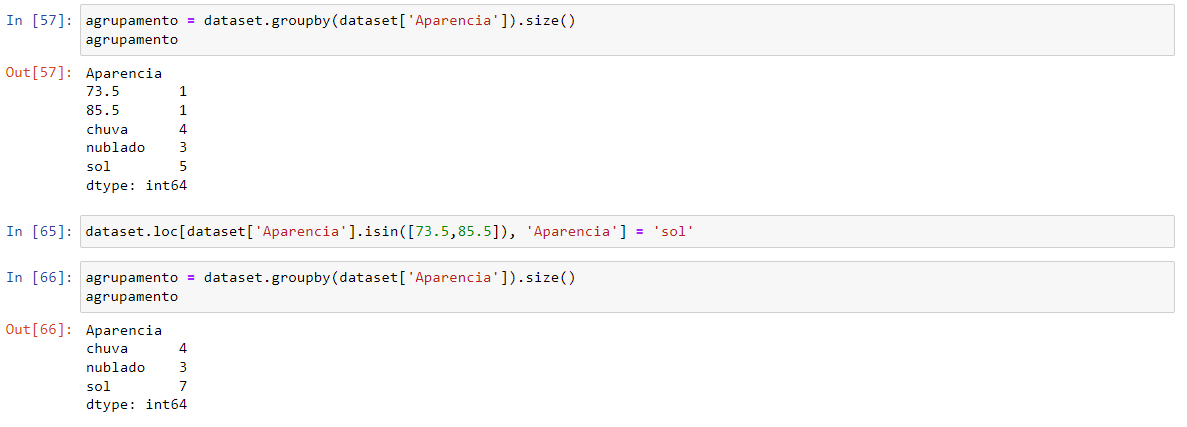 In [57]: agrupamento = dataset.groupby(dataset['Aparencia']).size()
agrupamento
Out[57]: Aparencia
73.5 1
85.5 1
chuva 4
nublado 3
sol 5
dtype: int64
In [65]: dataset.loc[dataset['Aparencia'].isin([73.5,85.5]), 'Aparencia'] = 'sol'
In [66]: agrupamento = dataset.groupby(dataset['Aparencia']).size()
agrupamento
Out[66]: Aparencia
chuva 4
nublado 3
sol 7
dtype: int64